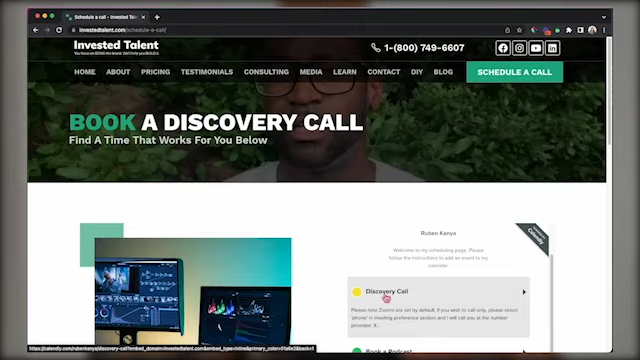 Schedule a call - Invested Talent
investedtalent.com/schedule-a-call/
Invested Talent
1-(800) 749-6607
HOME ABOUT PRICING TESTIMONIALS CONSULTING MEDIA LEARN CONTACT DIY BLOG SCHEDULE A CALL
BOOK A DISCOVERY CALL
Find A Time That Works For You Below
Calendly
Ruben Kanya
Welcome to my scheduling page. Please
follow the instructions to add an event to my
calendar.
Discovery Call
Please note Zooms are set by default, if you wish to call only, please select
'phone' in meeting preference section and I will call you at the number
provided. If...
Book a Podcast